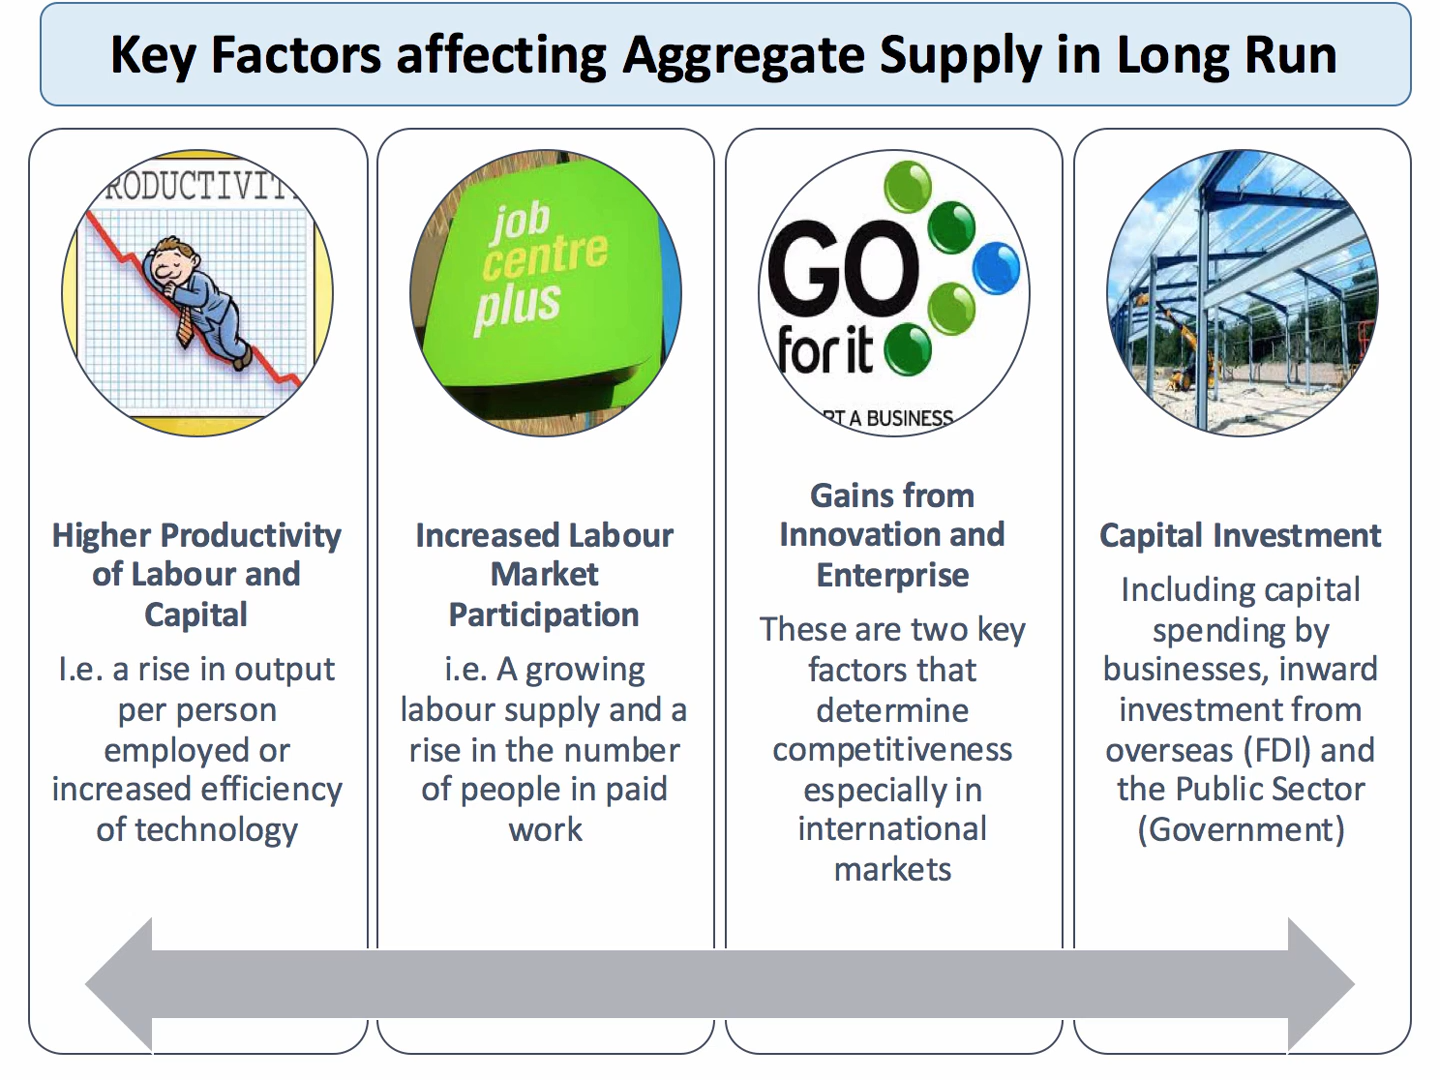 Key Factors affecting Aggregate Supply in Long Run
RODUCTIVIT
job
centre
plus
GO
for it
RT A BUSINESS
Higher Productivity
of Labour and
Capital
I.e. a rise in output
per person
employed or
increased efficiency
of technology
Increased Labour
Market
Participation
i.e. A growing
labour supply and a
rise in the number
of people in paid
work
Gains from
Innovation and
Enterprise
These are two key
factors that
determine
competitiveness
especially in
international
markets
Capital Investment
Including capital
spending by
businesses, inward
investment from
overseas (FDI) and
the Public Sector
(Government)